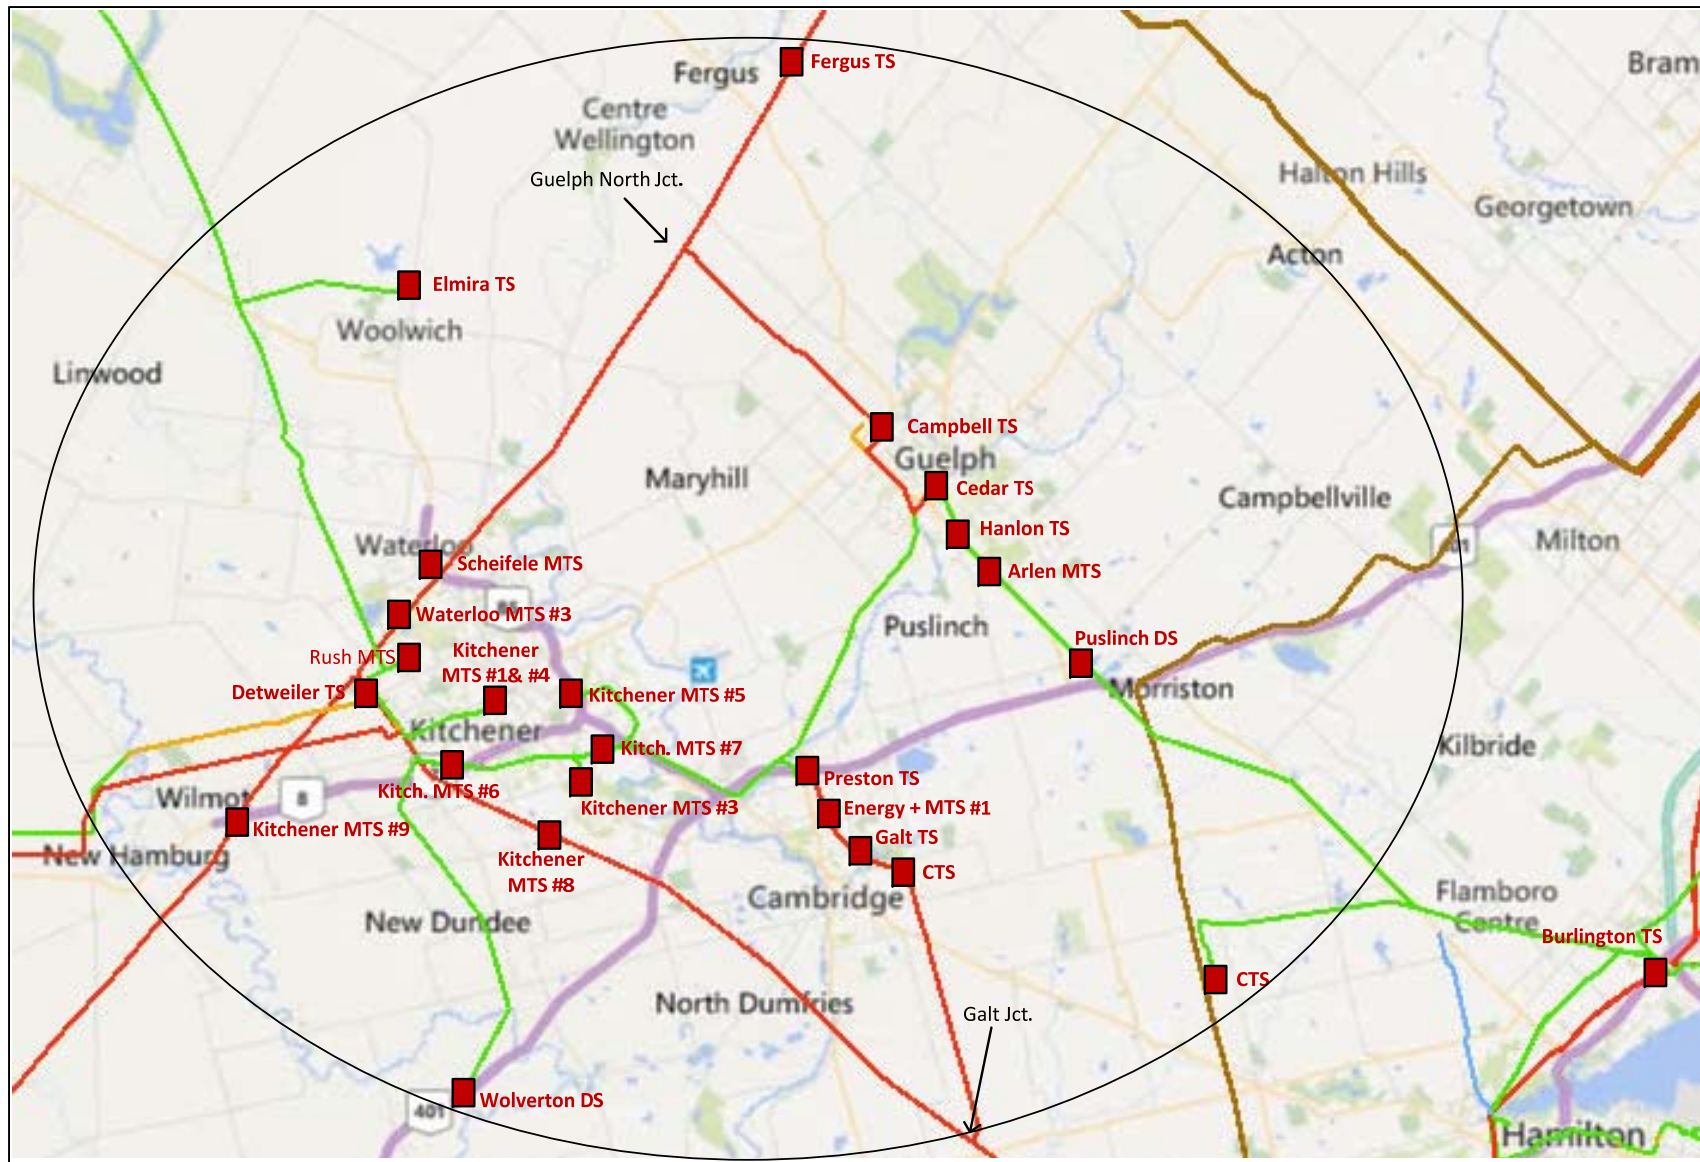 Fergus TS
Fergus
Bram
Centre
Wellington
Guelph North Jct.
Halton Hills
Georgetown
Acton
Elmira TS
Woolwich
Linwood
Campbell TS
Guelph
Maryhill
Cedar TS
Campbellville
Hanlon TS
Waterloo
Milton
Scheifele MTS
Arlen MTS
Waterloo MTS #3
Puslinch
Puslinch DS
Rush MTS
Kitchener
MTS #1& #4
Detweiler TS
Kitchener MTS #5
Morriston
Kitchener
Kitch. MTS #7
Kilbride
Preston TS
Kitch. MTS #6
Wilmot
8
Kitchener MTS #3
Energy + MTS #1
Kitchener MTS #9
Galt TS
New Hamburg
Kitchener
MTS #8
CTS
Cambridge
Flamboro
Centre
New Dundee
Burlington TS
CTS
North Dumfries
Galt Jct.
Wolverton DS
401
Hamilton